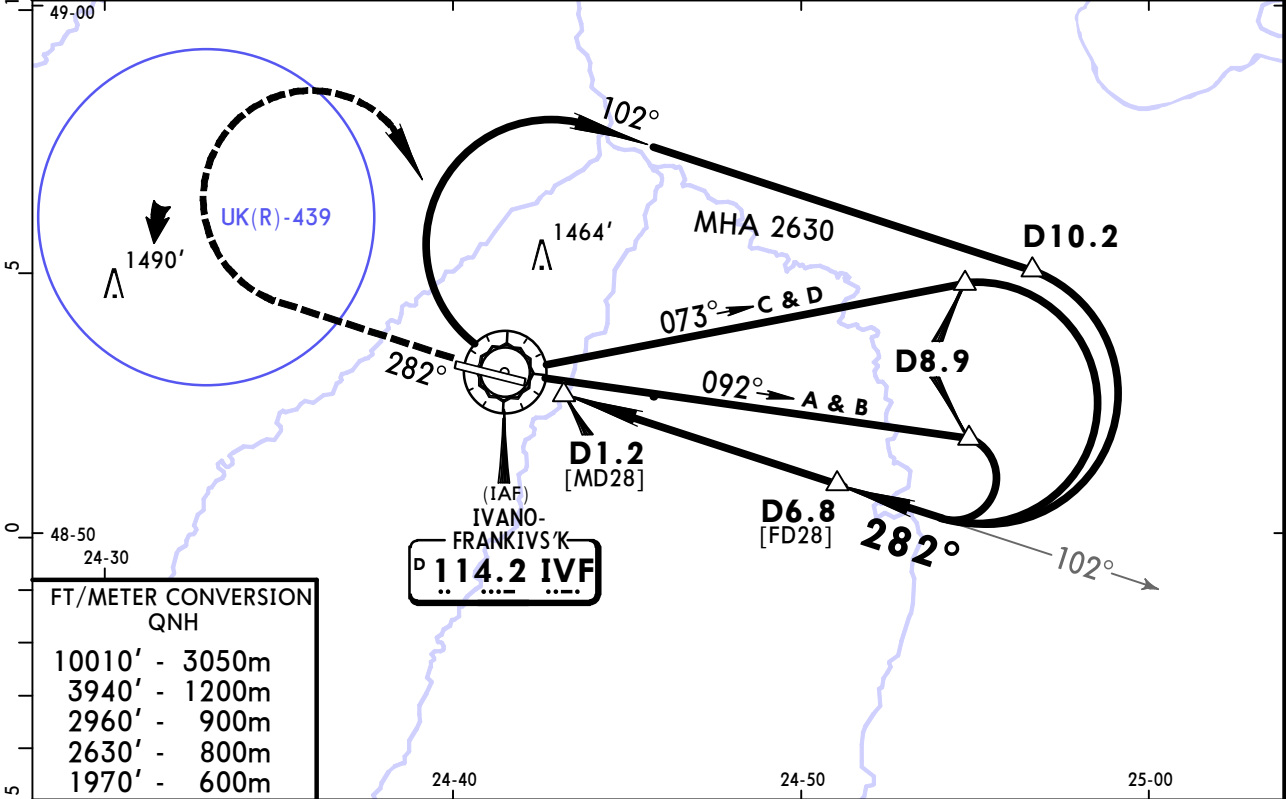 49-00
102°
UK(R)-439
1490'
1464'
MHA 2630
D10.2
5
073° C & D
D8.9
282°
092° A & B
D1.2
[MD28]
(IAF)
IVANO-
FRANKIVS'K
D 114.2 IVF
D6.8
[FD28]
282°
102°
0
48-50
24-30
FT/METER CONVERSION
QNH
10010' - 3050m
3940' - 1200m
2960' - 900m
2630' - 800m
1970' - 600m
5
24-40
24-50
25-00